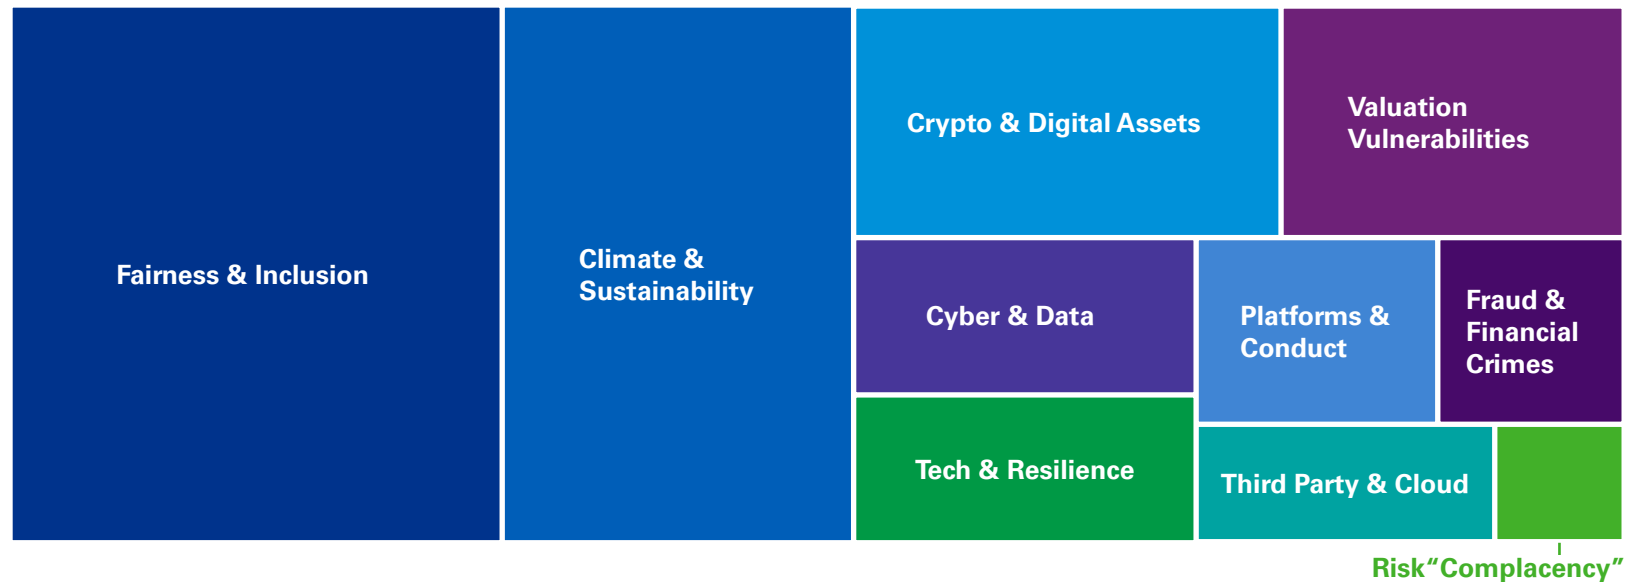 Fairness & Inclusion
Climate &
Sustainability
Crypto & Digital Assets
Valuation
Vulnerabilities
Cyber & Data
Platforms &
Conduct
Fraud &
Financial
Crimes
Tech & Resilience
Third Party & Cloud
Risk“Complacency”